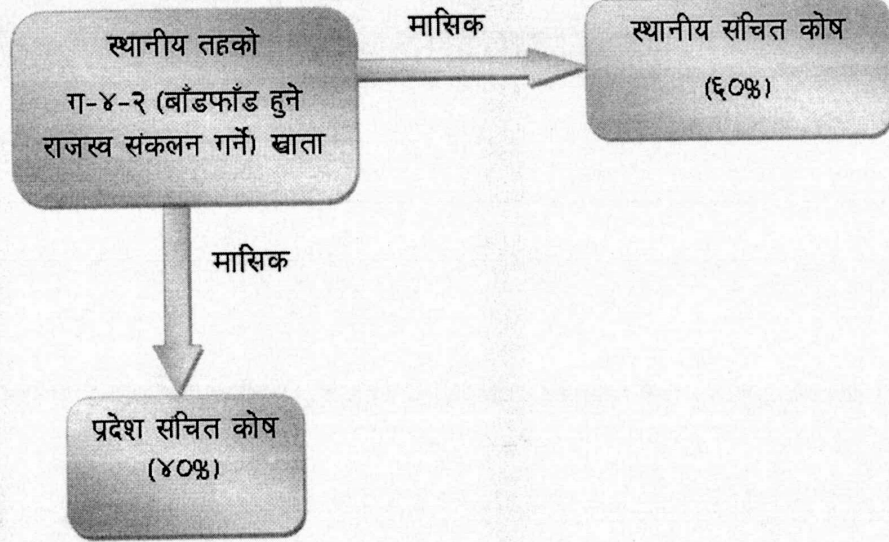 स्थानीय तहको
ग-४-२ (बाँडफाँड हुने
राजस्व संकलन गर्ने) खाता
मासिक
स्थानीय संचित कोष
(६०%)
मासिक
प्रदेश संचित कोष
(४०%)